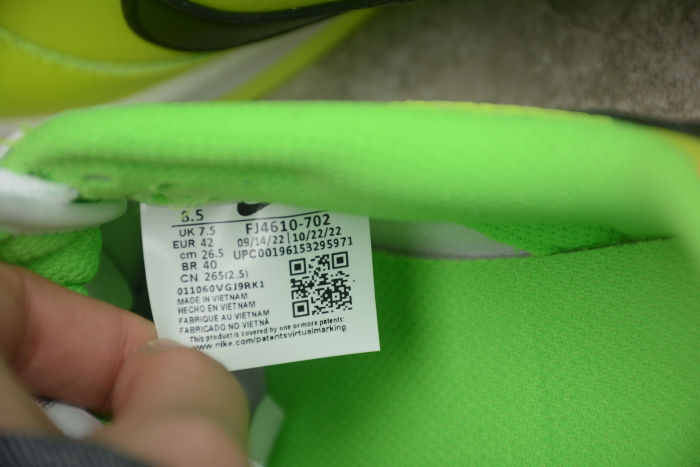 8.5
UK 7.5
EUR 42
cm 26.5
BR 40
CN 265(2.5)
011060VGJ9RK1
FJ4610-702
09/14/22 | 10/22/22
UPC00196153295971
MADE IN VIETNAM
HECHO EN VIETNAM
FABRIQUE AU VIETNAM
FABRICADO NO VIETNÃ
This product is covered by one or more patents:
www.nike.com/patentsvirtualmarking